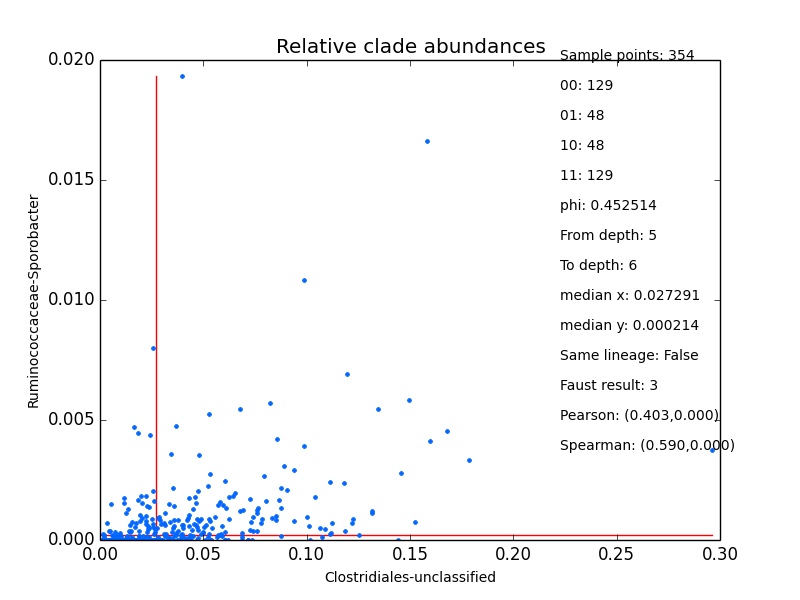 Relative clade abundances
Sample points: 354
00: 129
01: 48
10: 48
11: 129
phi: 0.452514
From depth: 5
To depth: 6
median x: 0.027291
median y: 0.000214
Same lineage: False
Faust result: 3
Pearson: (0.403,0.000)
Spearman: (0.590,0.000)
Ruminococcaceae-Sporobacter
0.020
0.015
0.010
0.005
0.000
0.00 0.05 0.10 0.15 0.20 0.25 0.30
Clostridiales-unclassified